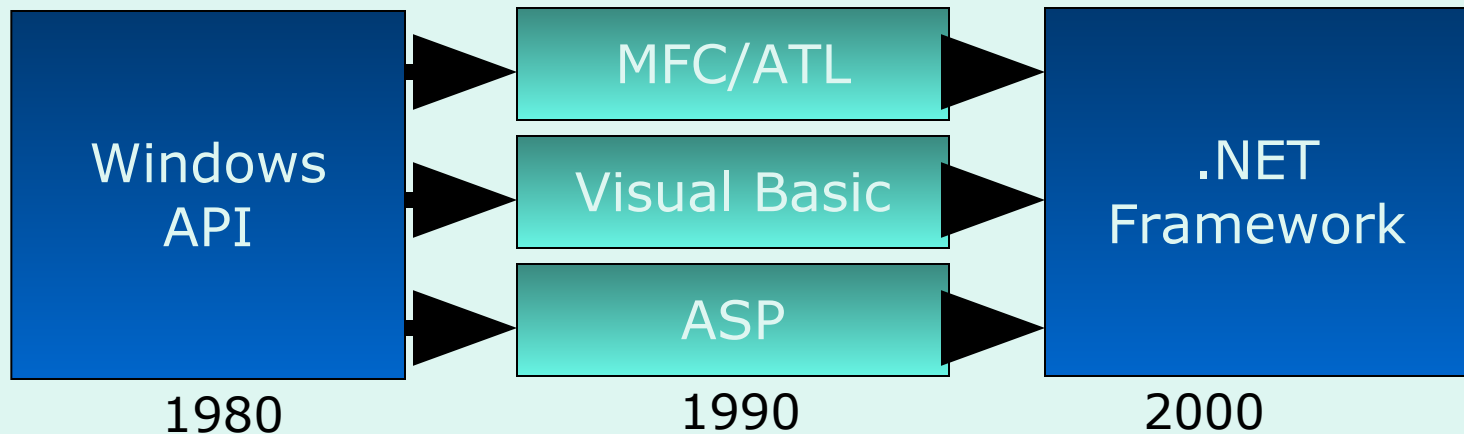 Windows
API
MFC/ATL
Visual Basic
ASP
.NET
Framework
1980
1990
2000